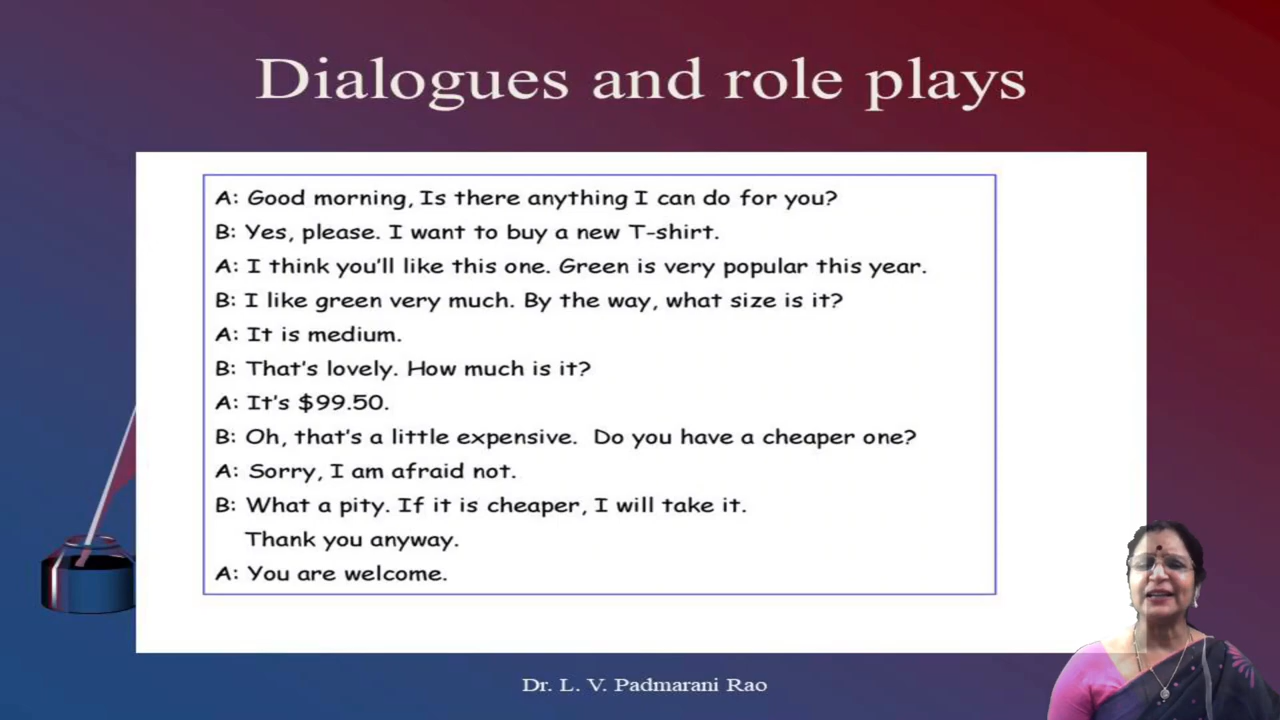 Dialogues and role plays
A: Good morning, Is there anything I can do for you?
B: Yes, please. I want to buy a new T-shirt.
A: I think you'll like this one. Green is very popular this year.
B: I like green very much. By the way, what size is it?
A: It is medium.
B: That's lovely. How much is it?
A: It's $99.50.
B: Oh, that's a little expensive. Do you have a cheaper one?
A: Sorry, I am afraid not.
B: What a pity. If it is cheaper, I will take it.
Thank you anyway.
A: You are welcome.
Dr. L. V. Padmarani Rao